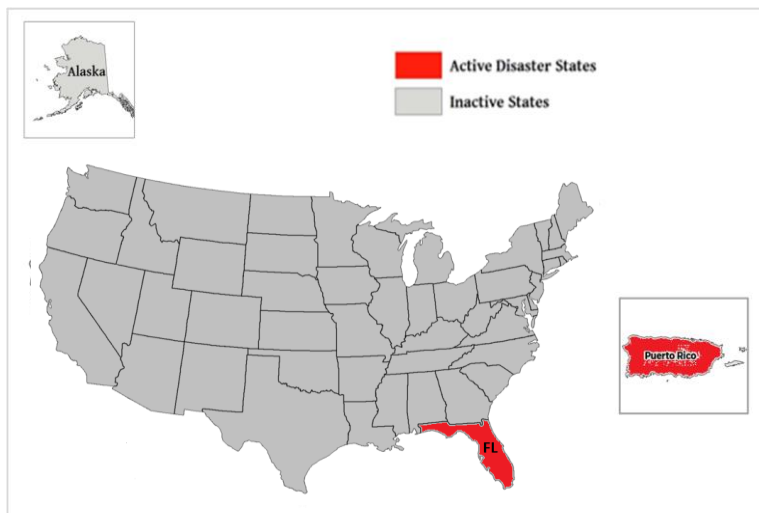 Alaska
Active Disaster States
Inactive States
Puerto Rico
FL